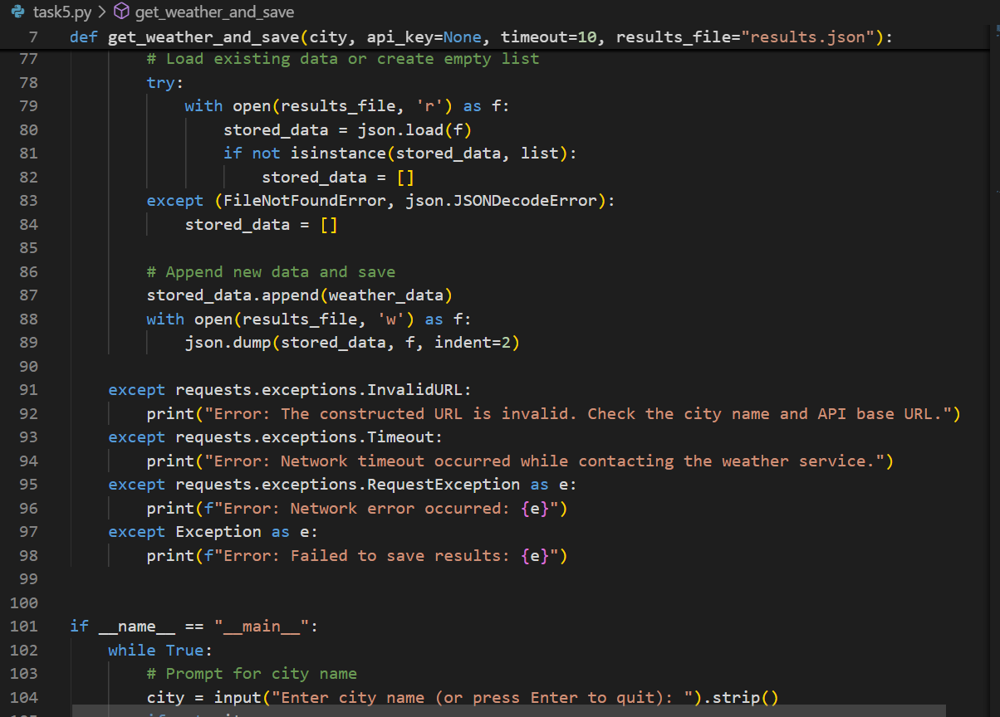 task5.py > get_weather_and_save
7 def get_weather_and_save(city, api_key=None, timeout=10, results_file="results.json"):
77 # Load existing data or create empty list
78 try:
79 with open(results_file, 'r') as f:
80 stored_data = json.load(f)
81 if not isinstance(stored_data, list):
82 stored_data = []
83 except (FileNotFoundError, json.JSONDecodeError):
84 stored_data = []
85
86 # Append new data and save
87 stored_data.append(weather_data)
88 with open(results_file, 'w') as f:
89 json.dump(stored_data, f, indent=2)
90
91 except requests.exceptions.InvalidURL:
92 print("Error: The constructed URL is invalid. Check the city name and API base URL.")
93 except requests.exceptions.Timeout:
94 print("Error: Network timeout occurred while contacting the weather service.")
95 except requests.exceptions.RequestException as e:
96 print(f"Error: Network error occurred: {e}")
97 except Exception as e:
98 print(f"Error: Failed to save results: {e}")
99
100
101 if __name__ == "__main__":
102 while True:
103 # Prompt for city name
104 city = input("Enter city name (or press Enter to quit): ").strip()